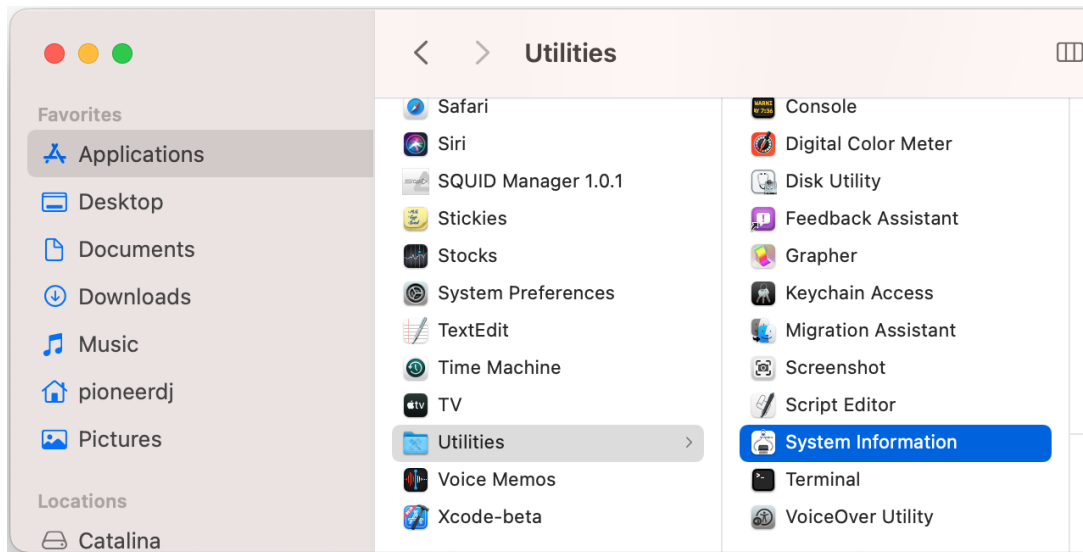 Utilities
Favorites
Applications
Desktop
Documents
Downloads
Music
pioneerdj
Pictures
Locations
Catalina
Safari
Siri
SQUID Manager 1.0.1
Stickies
Stocks
System Preferences
TextEdit
Time Machine
TV
Utilities
Voice Memos
Xcode-beta
Console
Digital Color Meter
Disk Utility
Feedback Assistant
Grapher
Keychain Access
Migration Assistant
Screenshot
Script Editor
System Information
Terminal
VoiceOver Utility